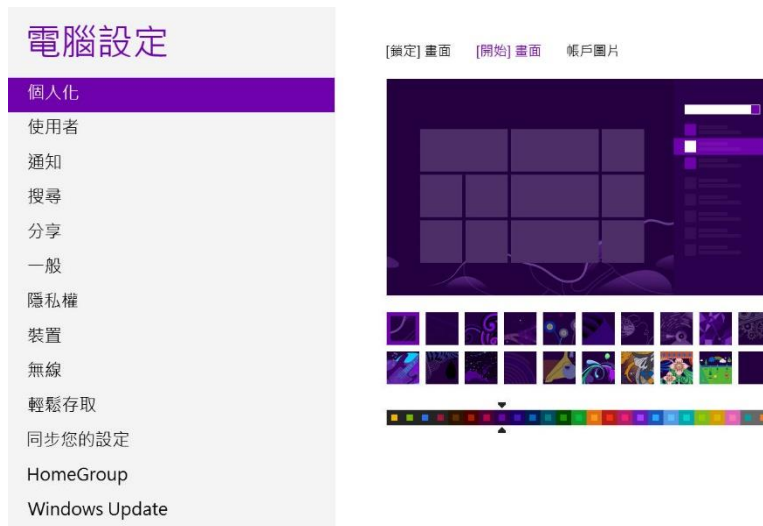 電腦設定
個人化
使用者
通知
搜尋
分享
一般
隱私權
裝置
無線
輕鬆存取
同步您的設定
HomeGroup
Windows Update
[鎖定] 畫面 [開始] 畫面 帳戶圖片